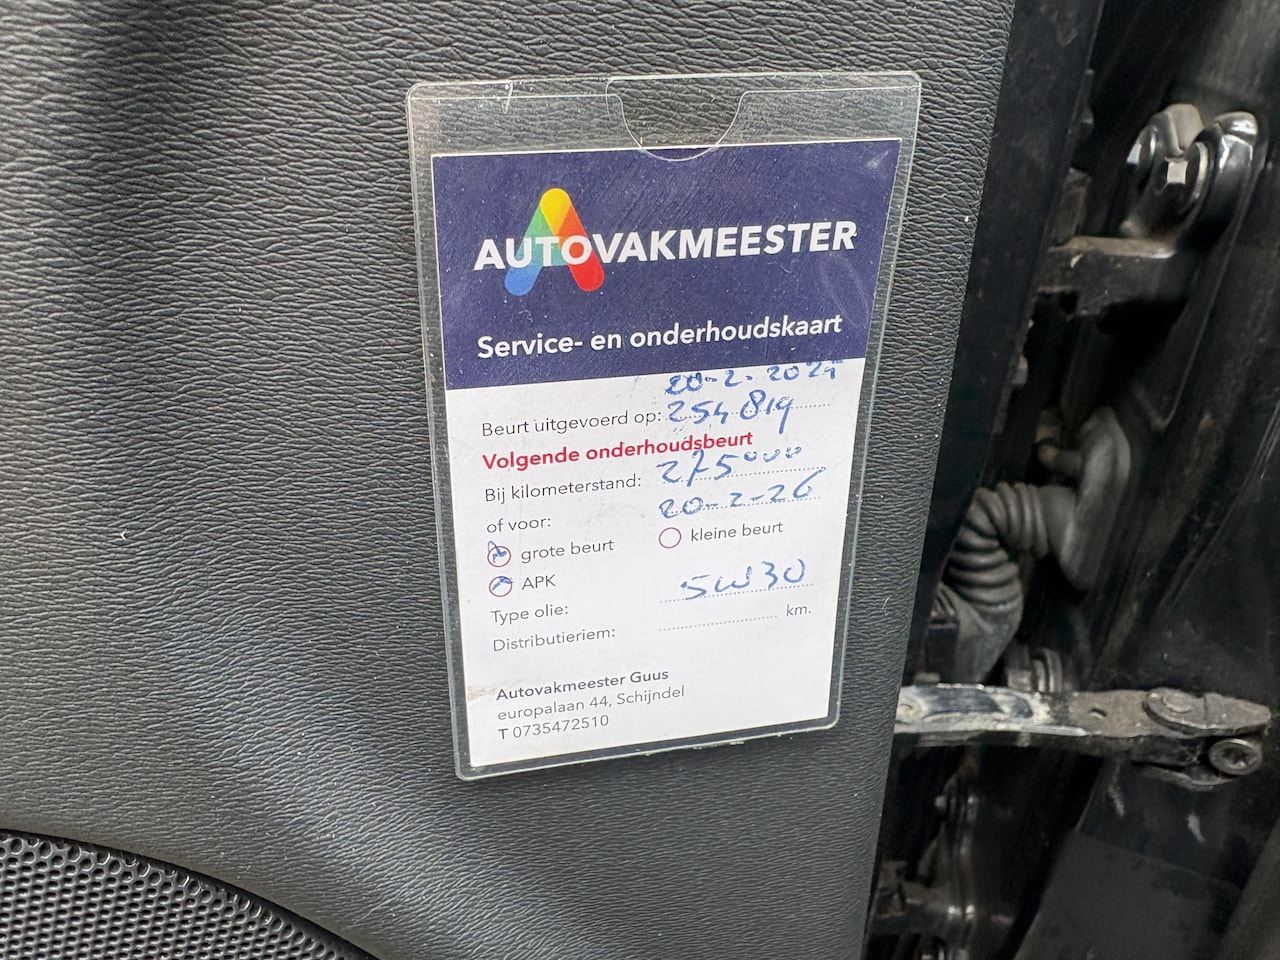 AUTOVAKMEESTER
Service- en onderhoudskaart
20-2-202
Beurt uitgevoerd op: 254819
Volgende onderhoudsbeurt
Bij kilometerstand: 275000
of voor: 20-2-26
grote beurt kleine beurt
APK
Type olie: 5W30
Distributieriem: km.
Autovakmeester Guus
europalaan 44, Schijndel
T 0735472510